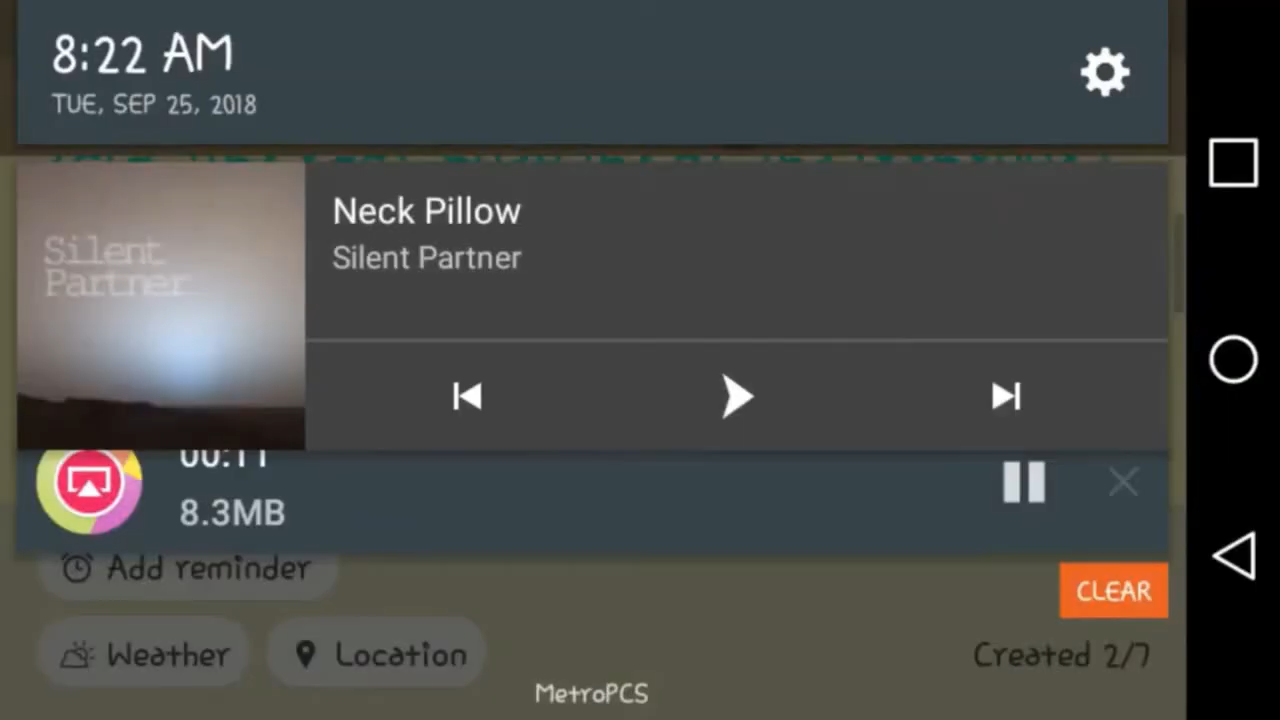 8:22 AM
TUE, SEP 25, 2018
Silent
Partner
Neck Pillow
Silent Partner
00:11
8.3MB
Add reminder
CLEAR
Weather
Location
Created 2/7
MetroPCS